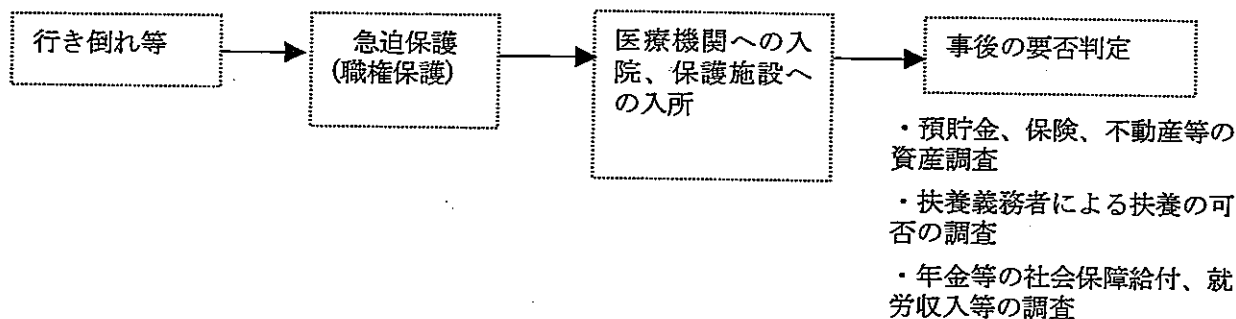 行き倒れ等
急迫保護
(職権保護)
医療機関への入
院、保護施設へ
の入所
事後の要否判定
・預貯金、保険、不動産等の
資産調査
・扶養義務者による扶養の可
否の調査
・年金等の社会保障給付、就
労収入等の調査